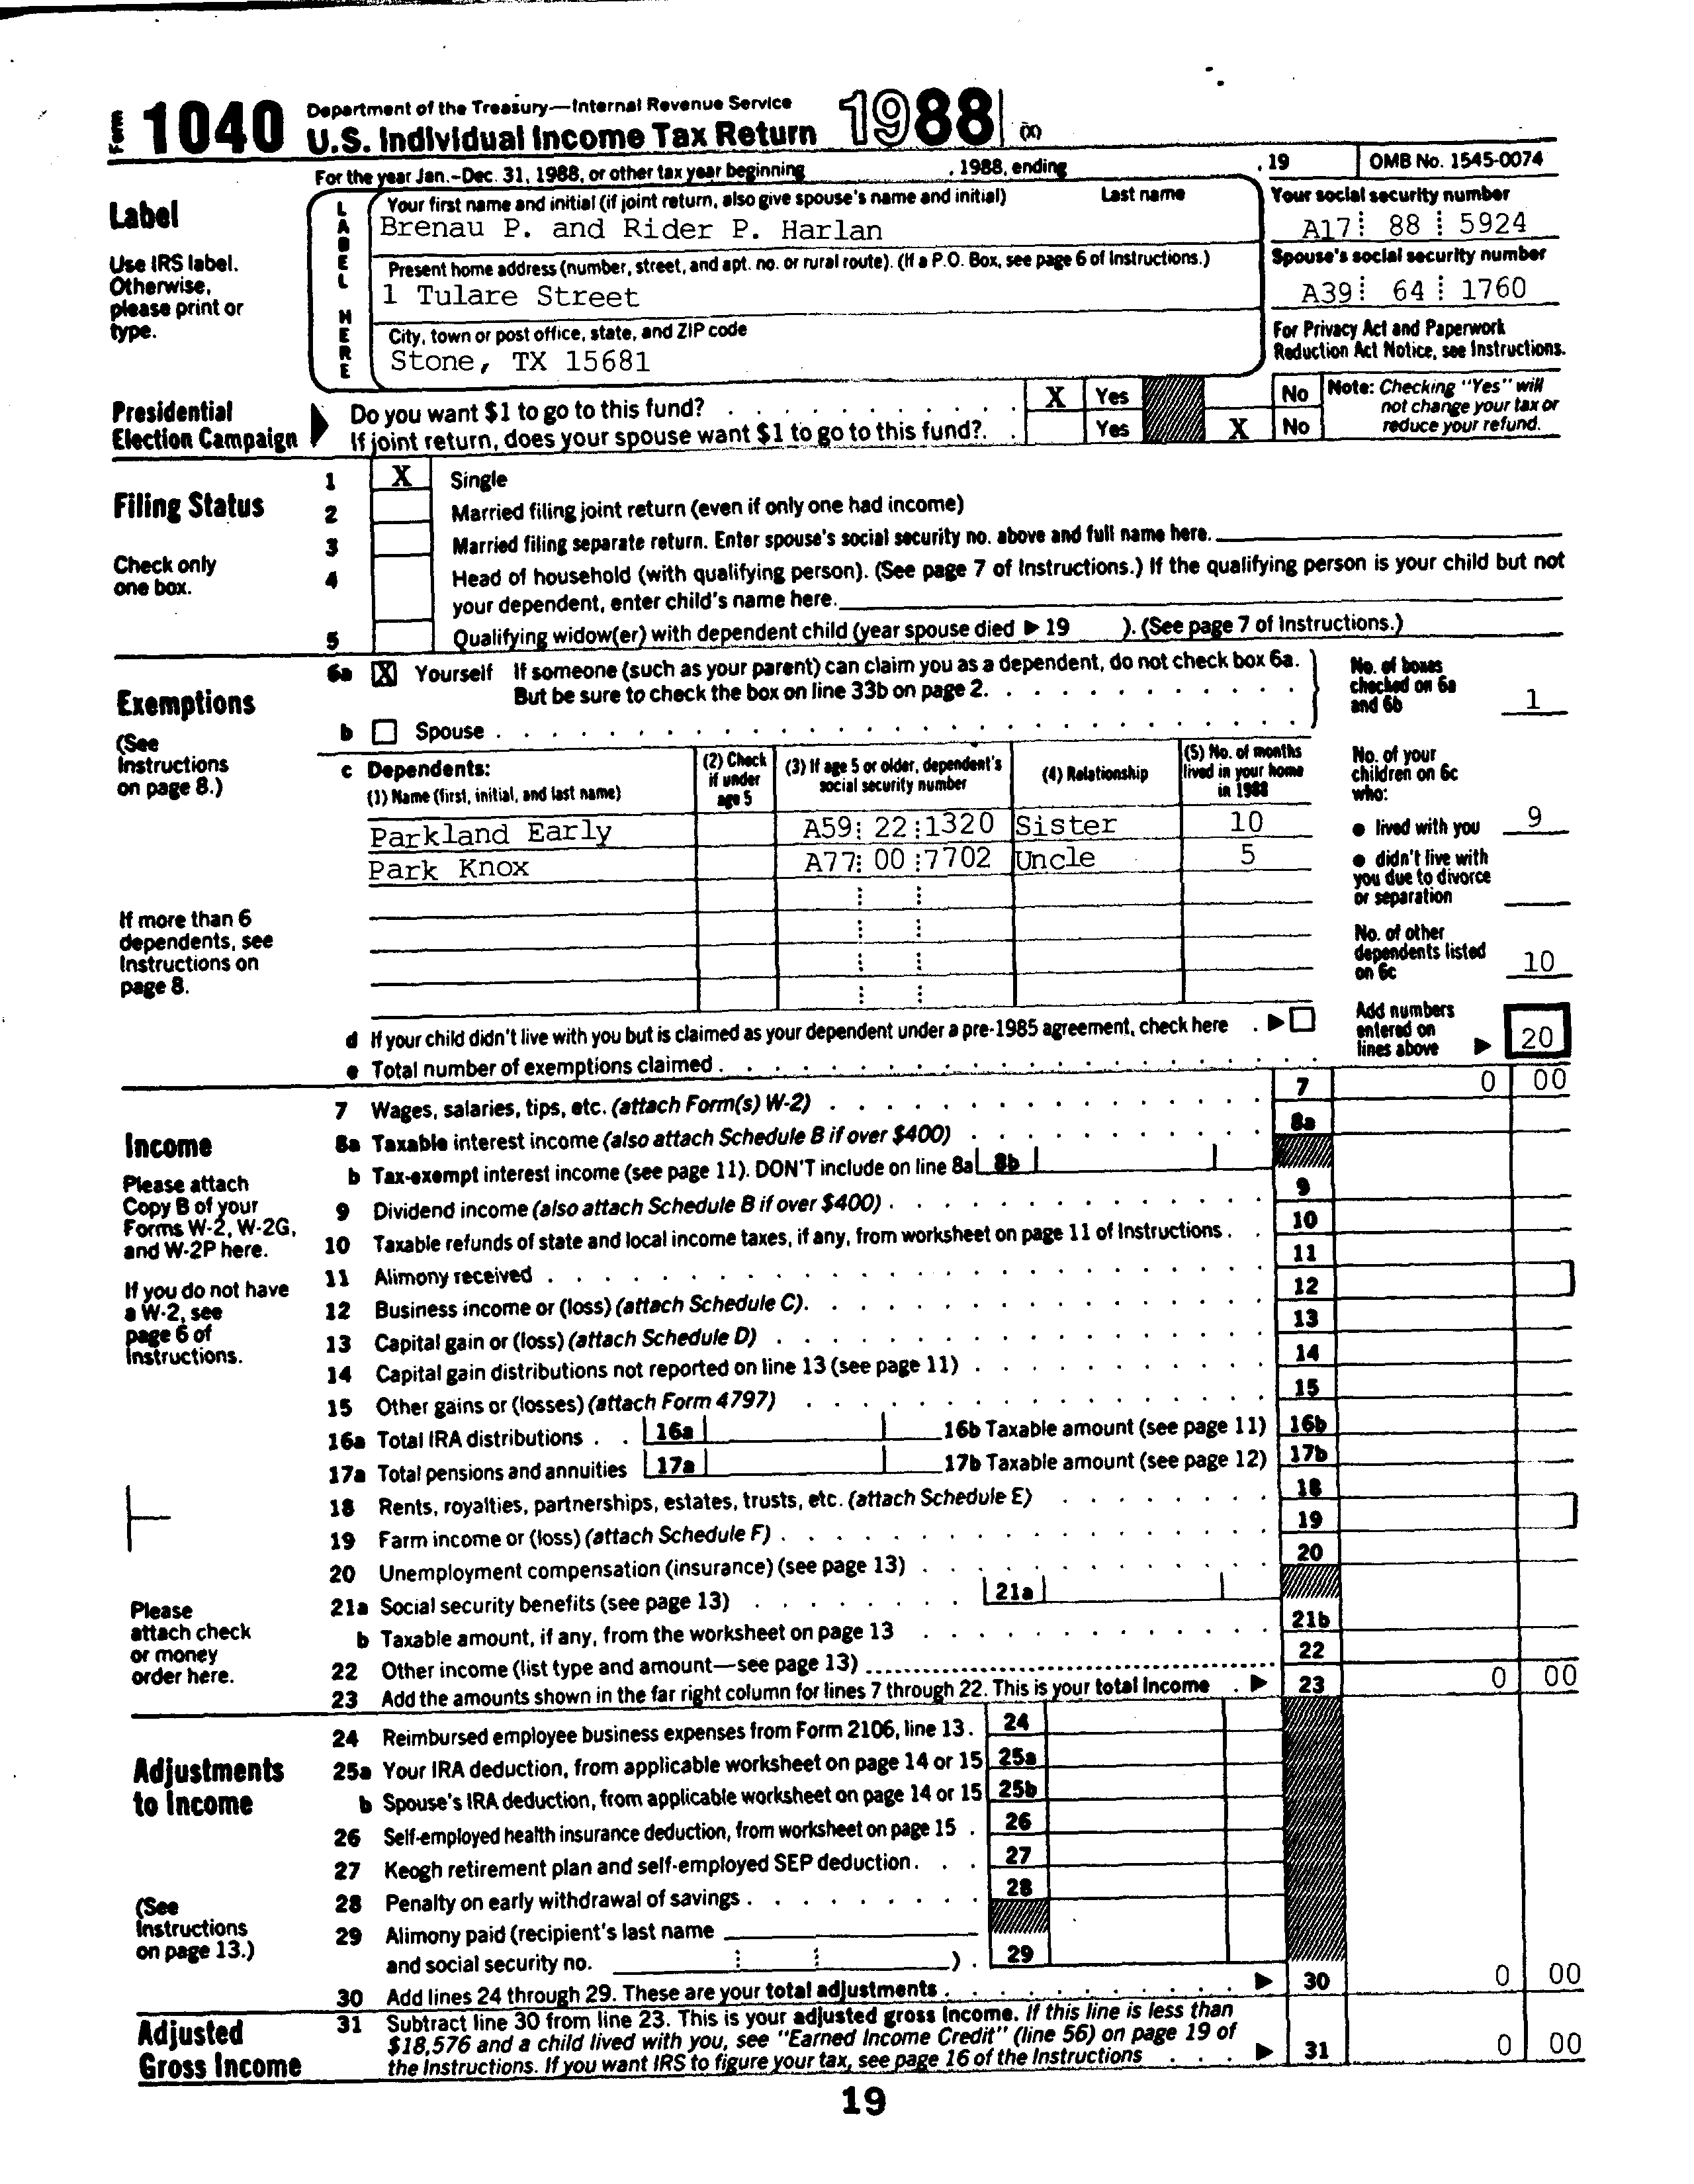 Form 1040 Department of the Treasury—Internal Revenue Service
U.S. Individual Income Tax Return 1988 (X)
For the year Jan.-Dec. 31, 1988, or other tax year beginning , 1988, ending , 19 OMB No. 1545-0074
Label
Use IRS label. Otherwise, please print or type.
LABEL HERE
Your first name and initial (if joint return, also give spouse's name and initial) Last name
Brenau P. and Rider P. Harlan
Your social security number
A17 88 5924
Present home address (number, street, and apt. no. or rural route). (If a P.O. Box, see page 6 of Instructions.)
1 Tulare Street
Spouse's social security number
A39 64 1760
City, town or post office, state, and ZIP code
Stone, TX 15681
For Privacy Act and Paperwork Reduction Act Notice, see Instructions.
Presidential Election Campaign
Do you want $1 to go to this fund? X Yes No
If joint return, does your spouse want $1 to go to this fund?. Yes X No
Note: Checking "Yes" will not change your tax or reduce your refund.
Filing Status
Check only one box.
1 X Single
2 Married filing joint return (even if only one had income)
3 Married filing separate return. Enter spouse's social security no. above and full name here.
4 Head of household (with qualifying person). (See page 7 of Instructions.) If the qualifying person is your child but not
your dependent, enter child's name here.
5 Qualifying widow(er) with dependent child (year spouse died ▶ 19 ). (See page 7 of Instructions.)
Exemptions
(See Instructions on page 8.)
6a X Yourself If someone (such as your parent) can claim you as a dependent, do not check box 6a.
But be sure to check the box on line 33b on page 2.
b Spouse
No. of boxes checked on 6a and 6b 1
c Dependents:
(1) Name (first, initial, and last name)
(2) Check if under age 5
(3) If age 5 or older, dependent's social security number
(4) Relationship
(5) No. of months lived in your home in 1988
Parkland Early A59 22 1320 Sister 10
Park Knox A77 00 7702 Uncle 5
No. of your children on 6c who:
● lived with you 9
● didn't live with you due to divorce or separation
If more than 6 dependents, see Instructions on page 8.
No. of other dependents listed on 6c 10
d If your child didn't live with you but is claimed as your dependent under a pre-1985 agreement, check here ▶
e Total number of exemptions claimed
Add numbers entered on lines above ▶ 20
Income
Please attach Copy B of your Forms W-2, W-2G, and W-2P here.
If you do not have a W-2, see page 6 of Instructions.
Please attach check or money order here.
7 Wages, salaries, tips, etc. (attach Form(s) W-2) 7 0 00
8a Taxable interest income (also attach Schedule B if over $400) 8a
b Tax-exempt interest income (see page 11). DON'T include on line 8a 8b
9 Dividend income (also attach Schedule B if over $400) 9
10 Taxable refunds of state and local income taxes, if any, from worksheet on page 11 of Instructions 10
11 Alimony received 11
12 Business income or (loss) (attach Schedule C). 12
13 Capital gain or (loss) (attach Schedule D) 13
14 Capital gain distributions not reported on line 13 (see page 11) 14
15 Other gains or (losses) (attach Form 4797) 15
16a Total IRA distributions 16a 16b Taxable amount (see page 11) 16b
17a Total pensions and annuities 17a 17b Taxable amount (see page 12) 17b
18 Rents, royalties, partnerships, estates, trusts, etc. (attach Schedule E) 18
19 Farm income or (loss) (attach Schedule F) 19
20 Unemployment compensation (insurance) (see page 13) 20
21a Social security benefits (see page 13) 21a
b Taxable amount, if any, from the worksheet on page 13 21b
22 Other income (list type and amount—see page 13) 22
23 Add the amounts shown in the far right column for lines 7 through 22. This is your total income ▶ 23 0 00
Adjustments to Income
(See Instructions on page 13.)
24 Reimbursed employee business expenses from Form 2106, line 13. 24
25a Your IRA deduction, from applicable worksheet on page 14 or 15 25a
b Spouse's IRA deduction, from applicable worksheet on page 14 or 15 25b
26 Self-employed health insurance deduction, from worksheet on page 15 26
27 Keogh retirement plan and self-employed SEP deduction 27
28 Penalty on early withdrawal of savings 28
29 Alimony paid (recipient's last name
and social security no. ) 29
30 Add lines 24 through 29. These are your total adjustments ▶ 30 0 00
Adjusted Gross Income
31 Subtract line 30 from line 23. This is your adjusted gross income. If this line is less than
$18,576 and a child lived with you, see "Earned Income Credit" (line 56) on page 19 of
the Instructions. If you want IRS to figure your tax, see page 16 of the Instructions ▶ 31 0 00
19